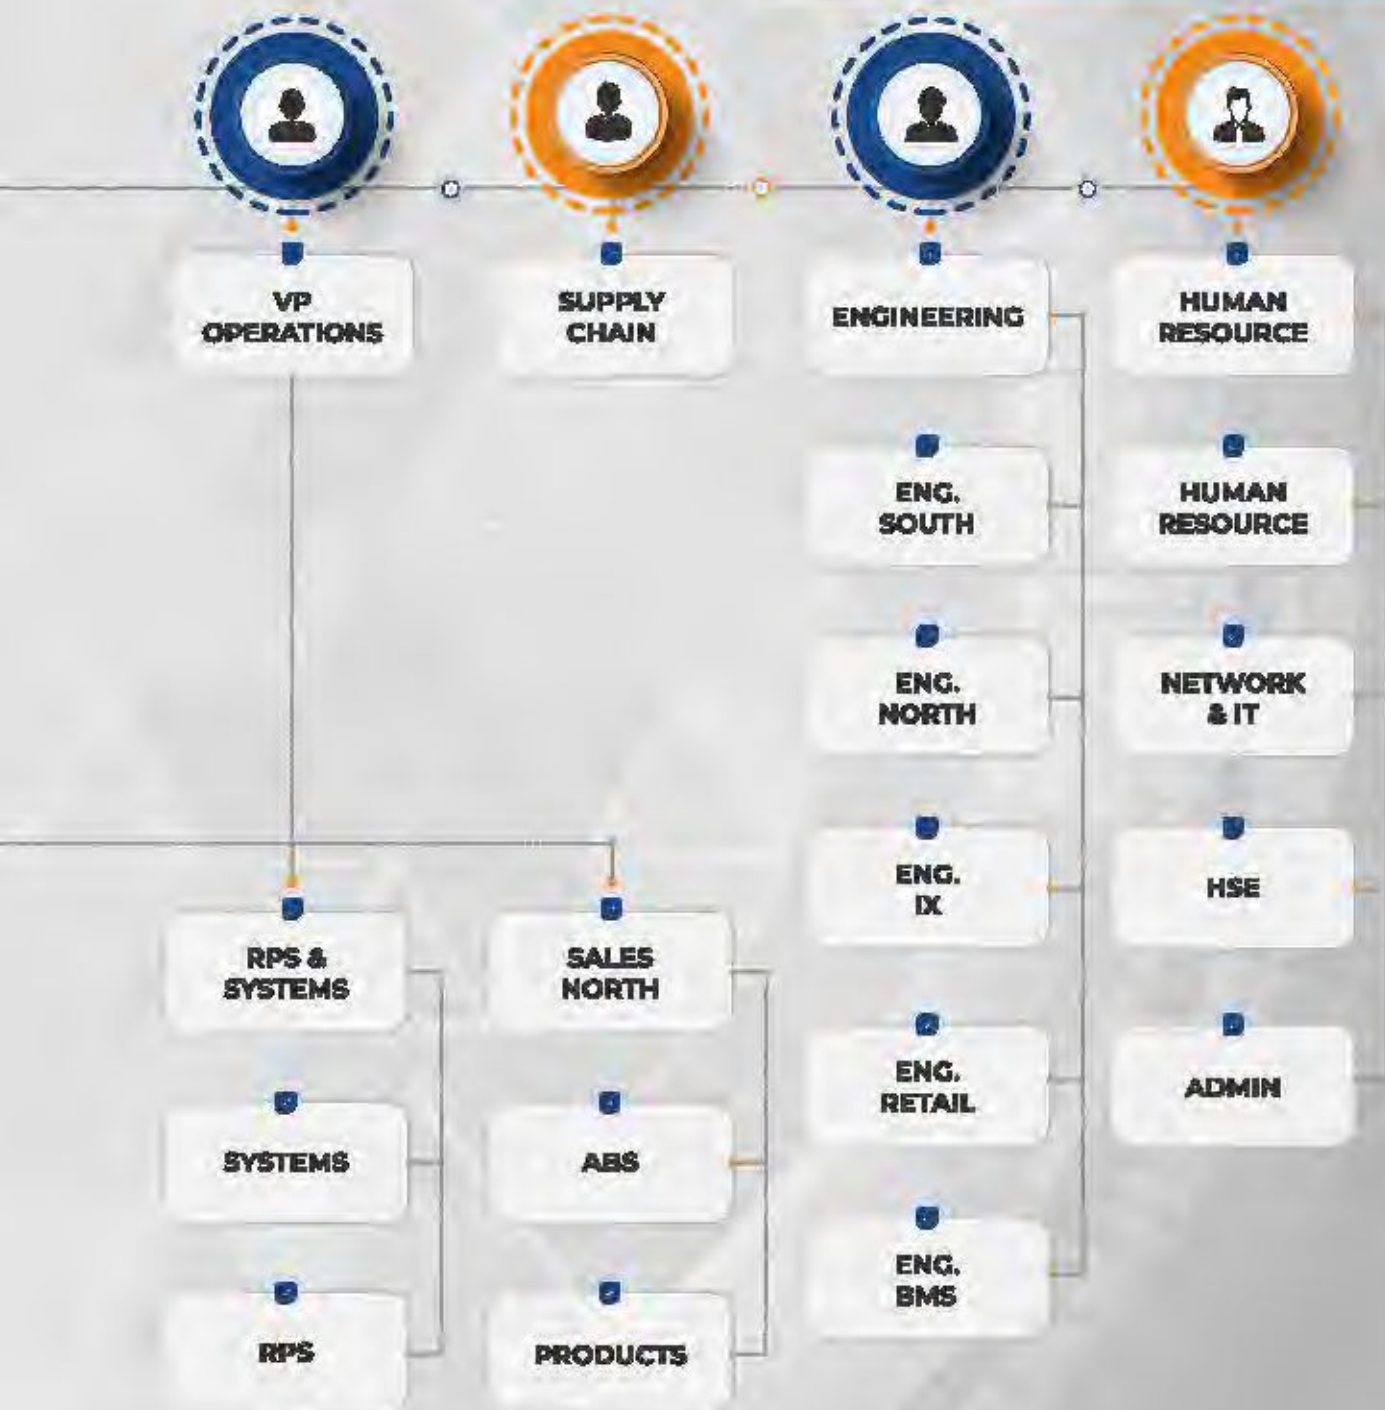 VP
OPERATIONS
SUPPLY
CHAIN
ENGINEERING
HUMAN
RESOURCE
ENG.
SOUTH
HUMAN
RESOURCE
ENG.
NORTH
NETWORK
& IT
ENG.
IX
HSE
RPS &
SYSTEMS
SALES
NORTH
ENG.
RETAIL
ADMIN
SYSTEMS
ABS
ENG.
BMS
RPS
PRODUCTS